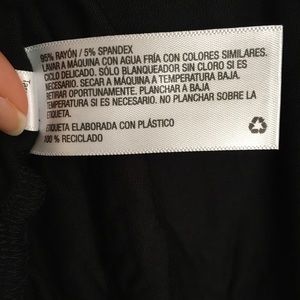 95% RAYÓN / 5% SPANDEX
LAVAR A MÁQUINA CON AGUA FRÍA CON COLORES SIMILARES.
CICLO DELICADO. SÓLO BLANQUEADOR SIN CLORO SI ES
NECESARIO. SECAR A MÁQUINA A TEMPERATURA BAJA.
RETIRAR OPORTUNAMENTE. PLANCHAR A BAJA
TEMPERATURA SI ES NECESARIO. NO PLANCHAR SOBRE LA
ETIQUETA.
ETIQUETA ELABORADA CON PLÁSTICO
100 % RECICLADO